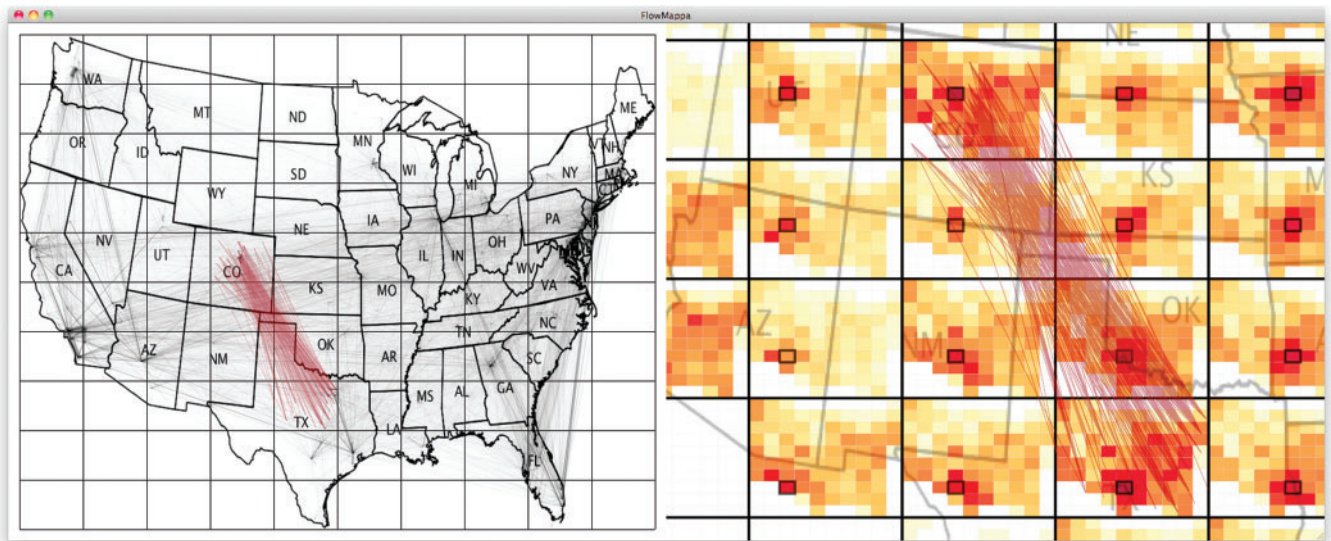 FlowMappa
WA
MT
ND
ME
OR
ID
MN
VT
NH
WI
SD
NY
MA
WY
MI
CT
IA
PA
NE
NV
OH
IL
IN
UT
CO
CA
WV
KS
MO
VA
KY
NC
TN
OK
AZ
NM
AR
SC
MS
AL
GA
TX
LA
FL
NE
UT
CO
KS
M
AZ
NM
OK
A
TX